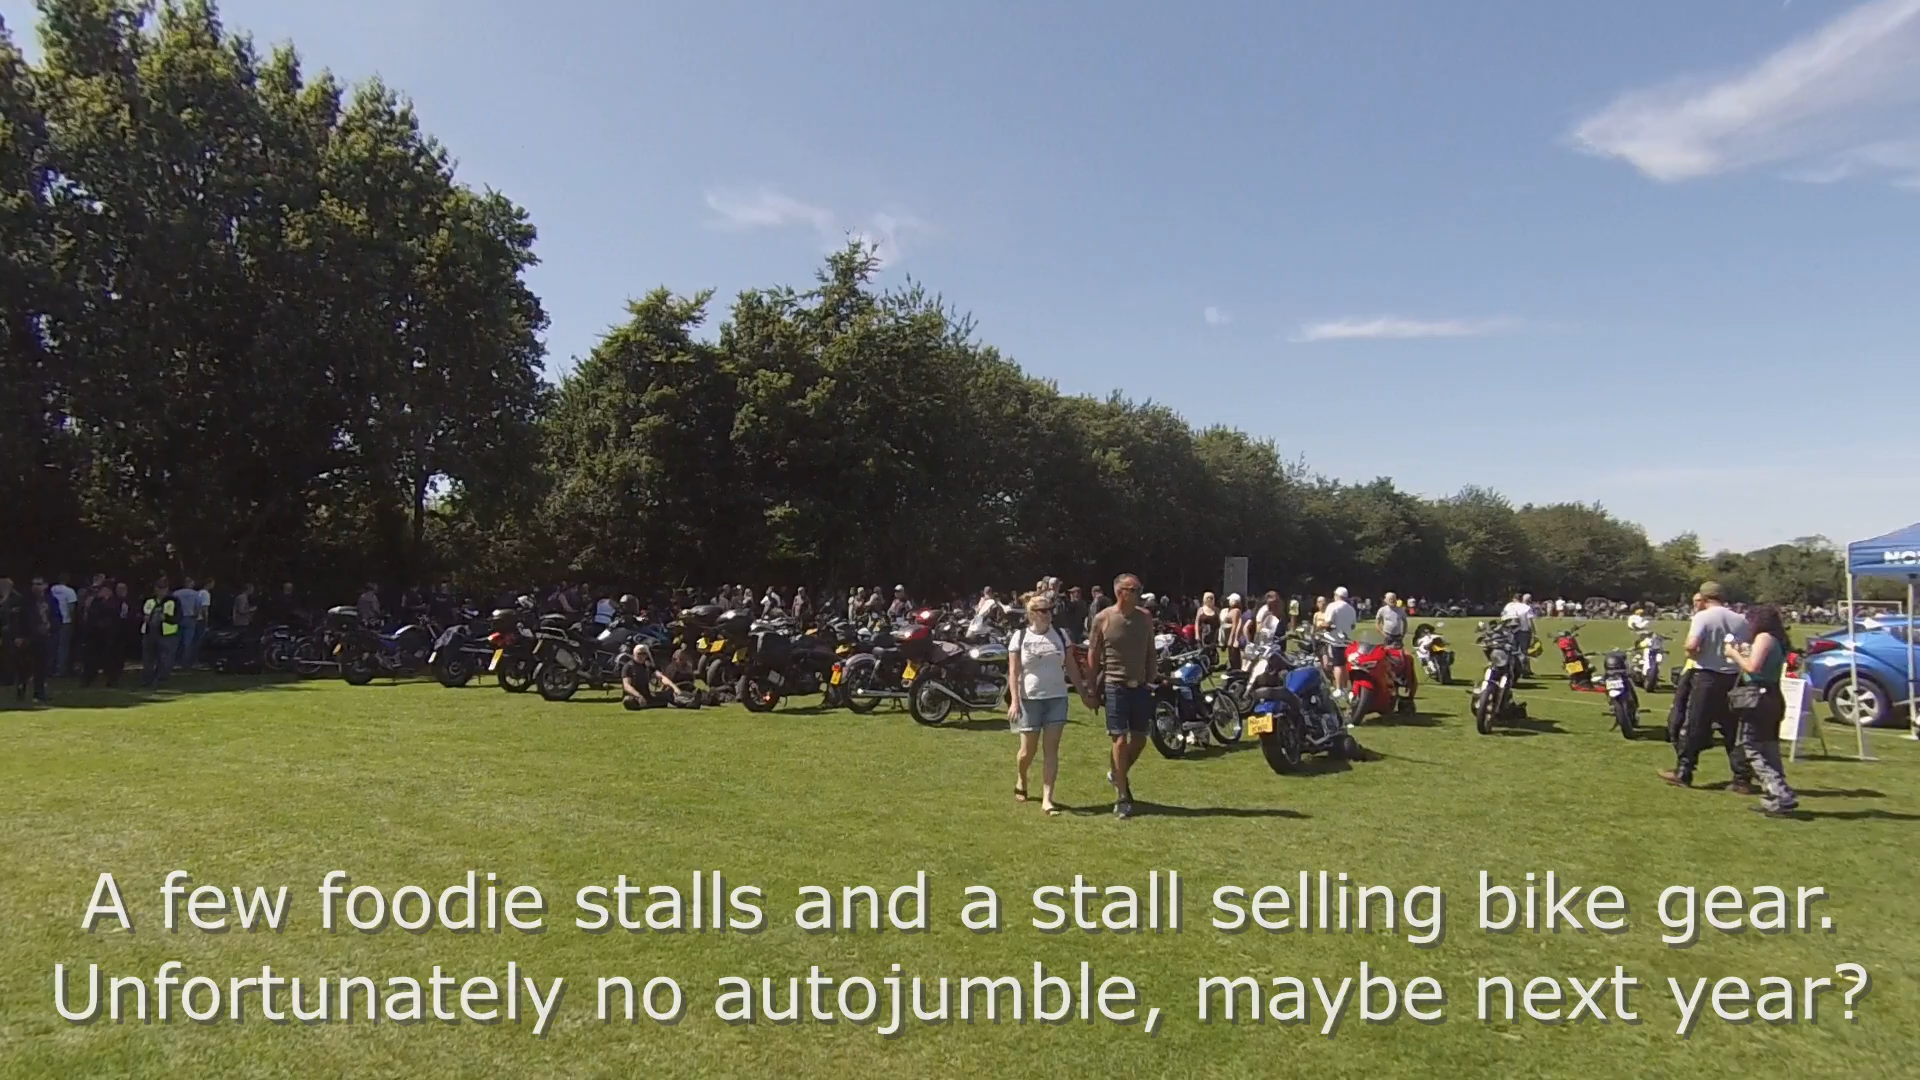 A few foodie stalls and a stall selling bike gear.
Unfortunately no autojumble, maybe next year?